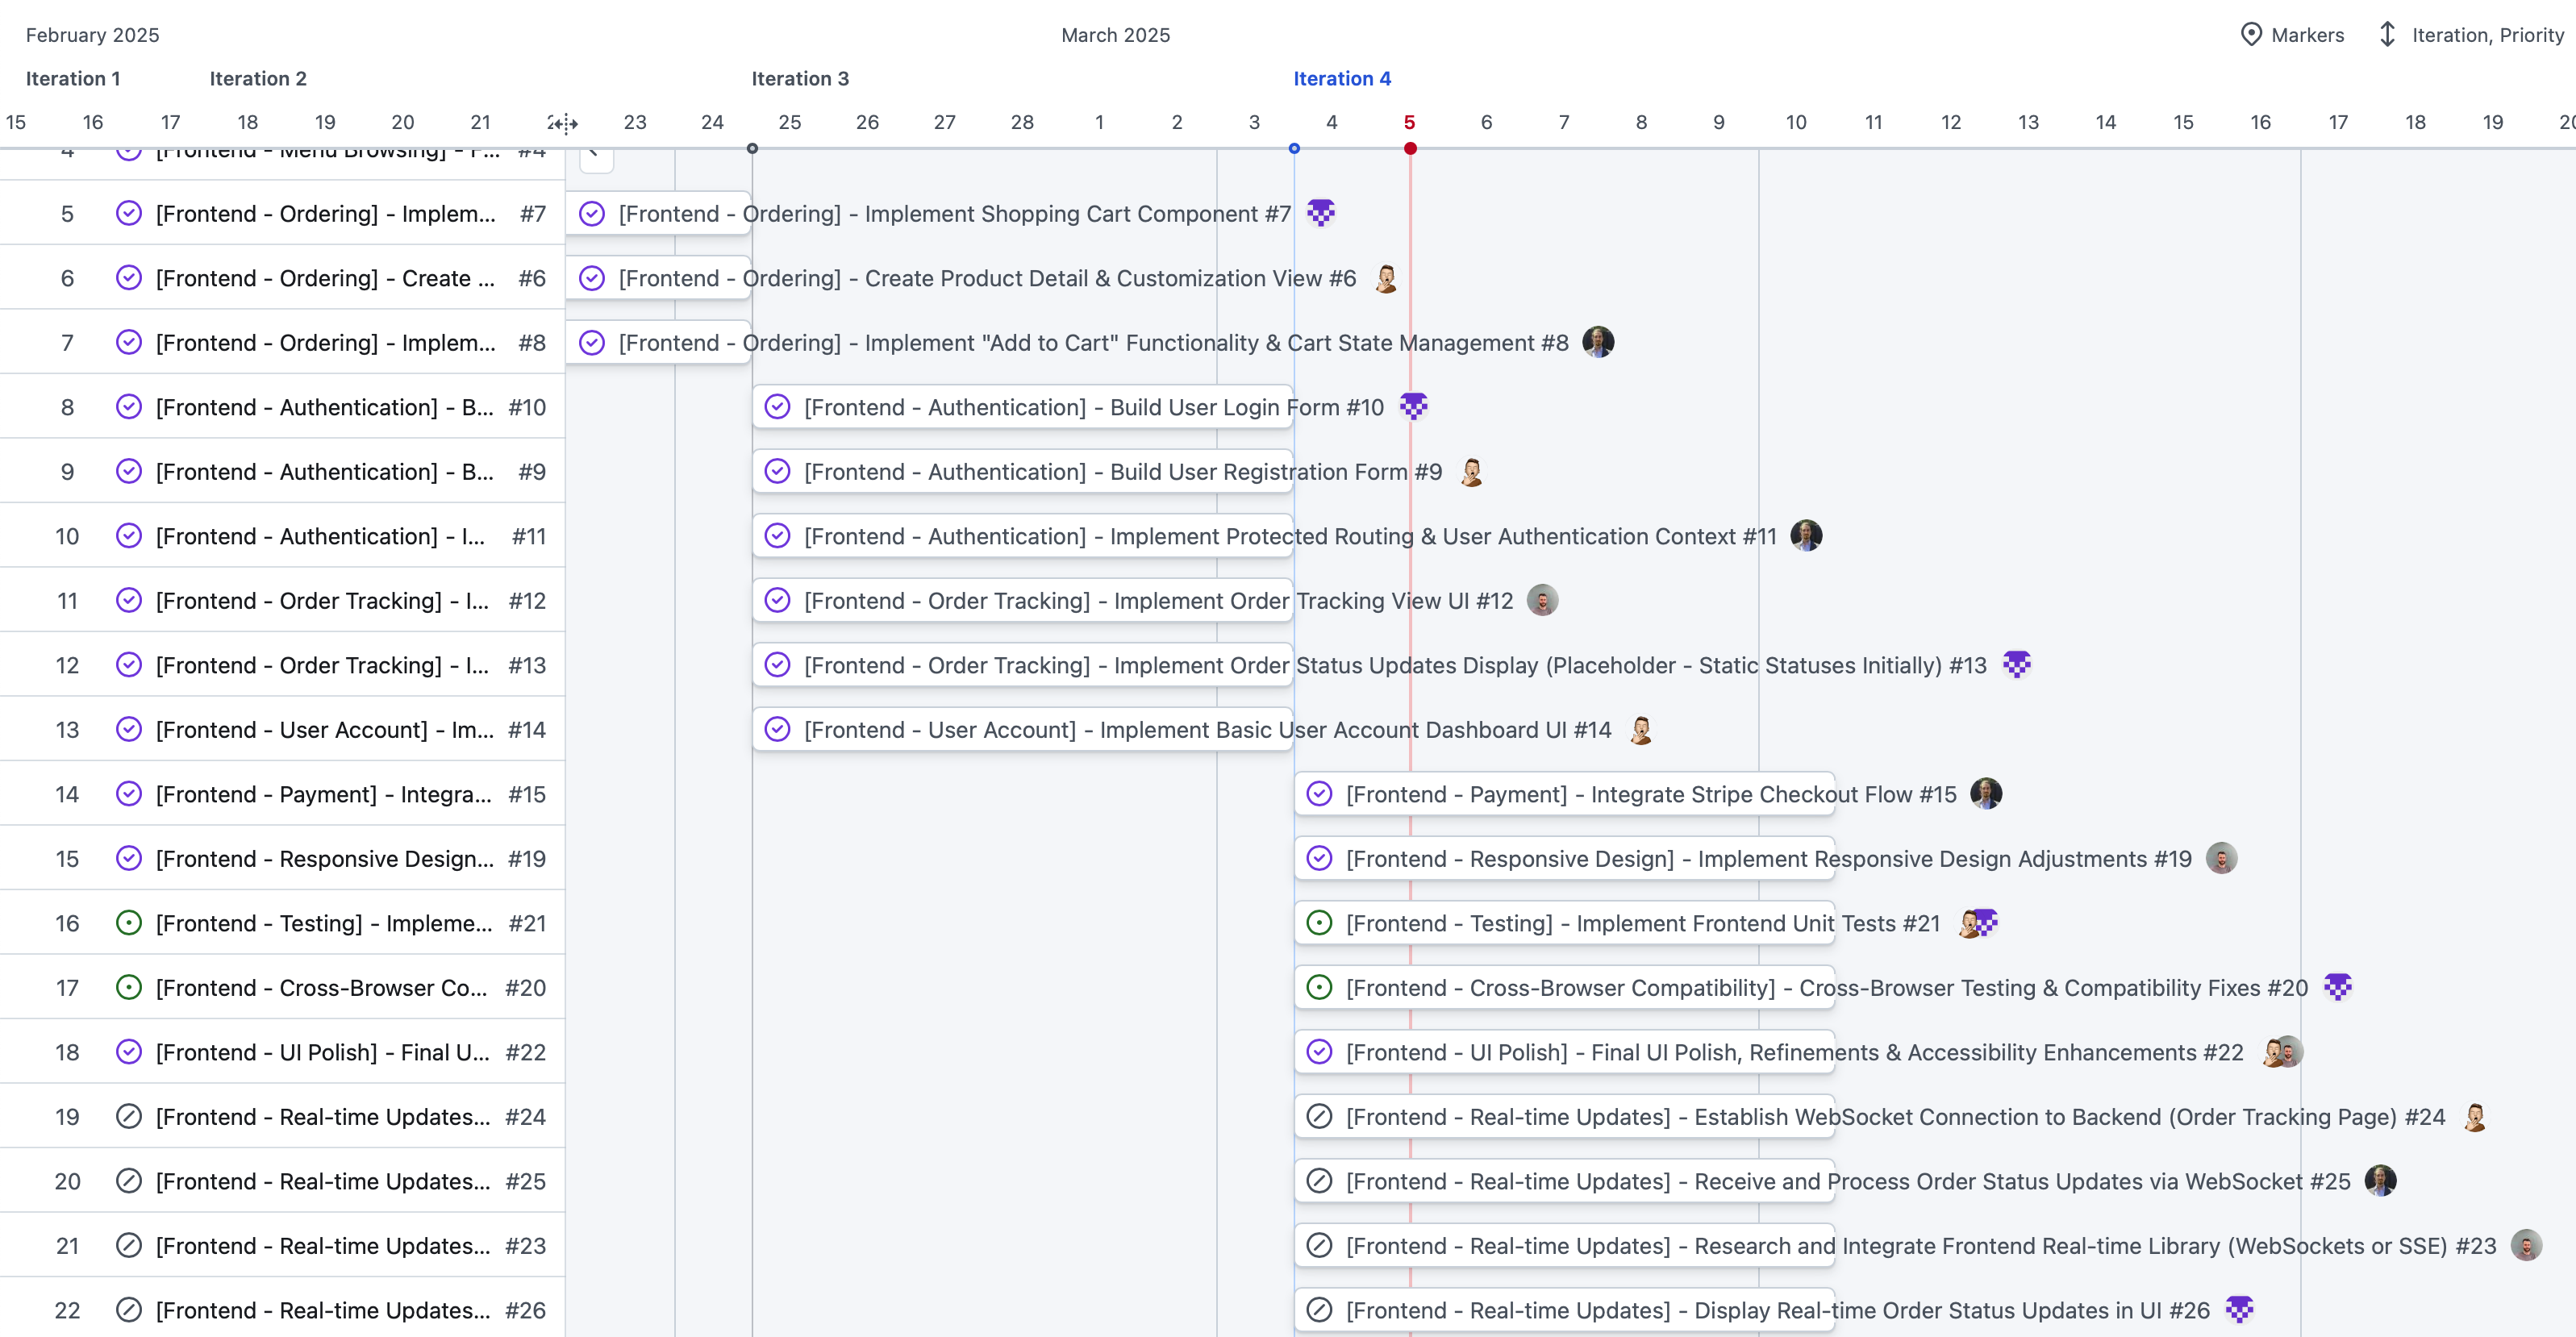 February 2025 March 2025 Markers Iteration, Priority
Iteration 1 Iteration 2 Iteration 3 Iteration 4
15 16 17 18 19 20 21 23 24 25 26 27 28 1 2 3 4 5 6 7 8 9 10 11 12 13 14 15 16 17 18 19 20
4 [Frontend - Menu Browsing] - F... #4
5 [Frontend - Ordering] - Implem... #7 [Frontend - Ordering] - Implement Shopping Cart Component #7
6 [Frontend - Ordering] - Create ... #6 [Frontend - Ordering] - Create Product Detail & Customization View #6
7 [Frontend - Ordering] - Implem... #8 [Frontend - Ordering] - Implement "Add to Cart" Functionality & Cart State Management #8
8 [Frontend - Authentication] - B... #10 [Frontend - Authentication] - Build User Login Form #10
9 [Frontend - Authentication] - B... #9 [Frontend - Authentication] - Build User Registration Form #9
10 [Frontend - Authentication] - I... #11 [Frontend - Authentication] - Implement Protected Routing & User Authentication Context #11
11 [Frontend - Order Tracking] - I... #12 [Frontend - Order Tracking] - Implement Order Tracking View UI #12
12 [Frontend - Order Tracking] - I... #13 [Frontend - Order Tracking] - Implement Order Status Updates Display (Placeholder - Static Statuses Initially) #13
13 [Frontend - User Account] - Im... #14 [Frontend - User Account] - Implement Basic User Account Dashboard UI #14
14 [Frontend - Payment] - Integra... #15 [Frontend - Payment] - Integrate Stripe Checkout Flow #15
15 [Frontend - Responsive Design... #19 [Frontend - Responsive Design] - Implement Responsive Design Adjustments #19
16 [Frontend - Testing] - Impleme... #21 [Frontend - Testing] - Implement Frontend Unit Tests #21
17 [Frontend - Cross-Browser Co... #20 [Frontend - Cross-Browser Compatibility] - Cross-Browser Testing & Compatibility Fixes #20
18 [Frontend - UI Polish] - Final U... #22 [Frontend - UI Polish] - Final UI Polish, Refinements & Accessibility Enhancements #22
19 [Frontend - Real-time Updates... #24 [Frontend - Real-time Updates] - Establish WebSocket Connection to Backend (Order Tracking Page) #24
20 [Frontend - Real-time Updates... #25 [Frontend - Real-time Updates] - Receive and Process Order Status Updates via WebSocket #25
21 [Frontend - Real-time Updates... #23 [Frontend - Real-time Updates] - Research and Integrate Frontend Real-time Library (WebSockets or SSE) #23
22 [Frontend - Real-time Updates... #26 [Frontend - Real-time Updates] - Display Real-time Order Status Updates in UI #26